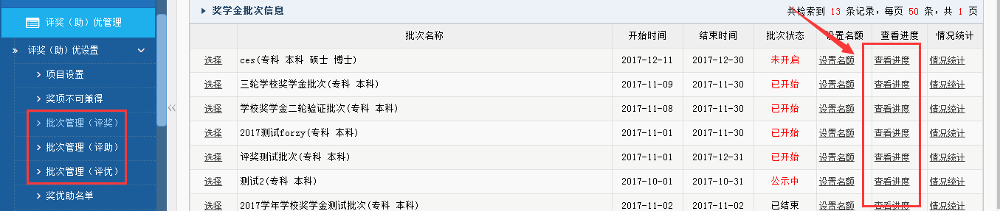 评奖（助）优管理
评奖（助）优设置
项目设置
奖项不可兼得
批次管理（评奖）
批次管理（评助）
批次管理（评优）
奖优助名单
奖学金批次信息 共检索到 13 条记录，每页 50 条，共 1 页
批次名称 开始时间 结束时间 批次状态 设置名额 查看进度 情况统计
选择 ces(专科 本科 硕士 博士) 2017-12-11 2017-12-30 未开启 设置名额 查看进度 情况统计
选择 三轮学校奖学金批次(专科 本科) 2017-11-09 2017-11-30 已开始 设置名额 查看进度 情况统计
选择 学校奖学金二轮验证批次(专科 本科) 2017-11-08 2017-11-30 已开始 设置名额 查看进度 情况统计
选择 2017测试forzy(专科 本科) 2017-11-01 2017-11-30 已开始 设置名额 查看进度 情况统计
选择 评奖测试批次(专科 本科) 2017-11-01 2017-12-31 已开始 设置名额 查看进度 情况统计
选择 测试2(专科 本科) 2017-10-01 2017-10-31 公示中 设置名额 查看进度 情况统计
选择 2017学年学校奖学金测试批次(专科 本科) 2017-11-01 2017-11-02 已结束 设置名额 查看进度 情况统计